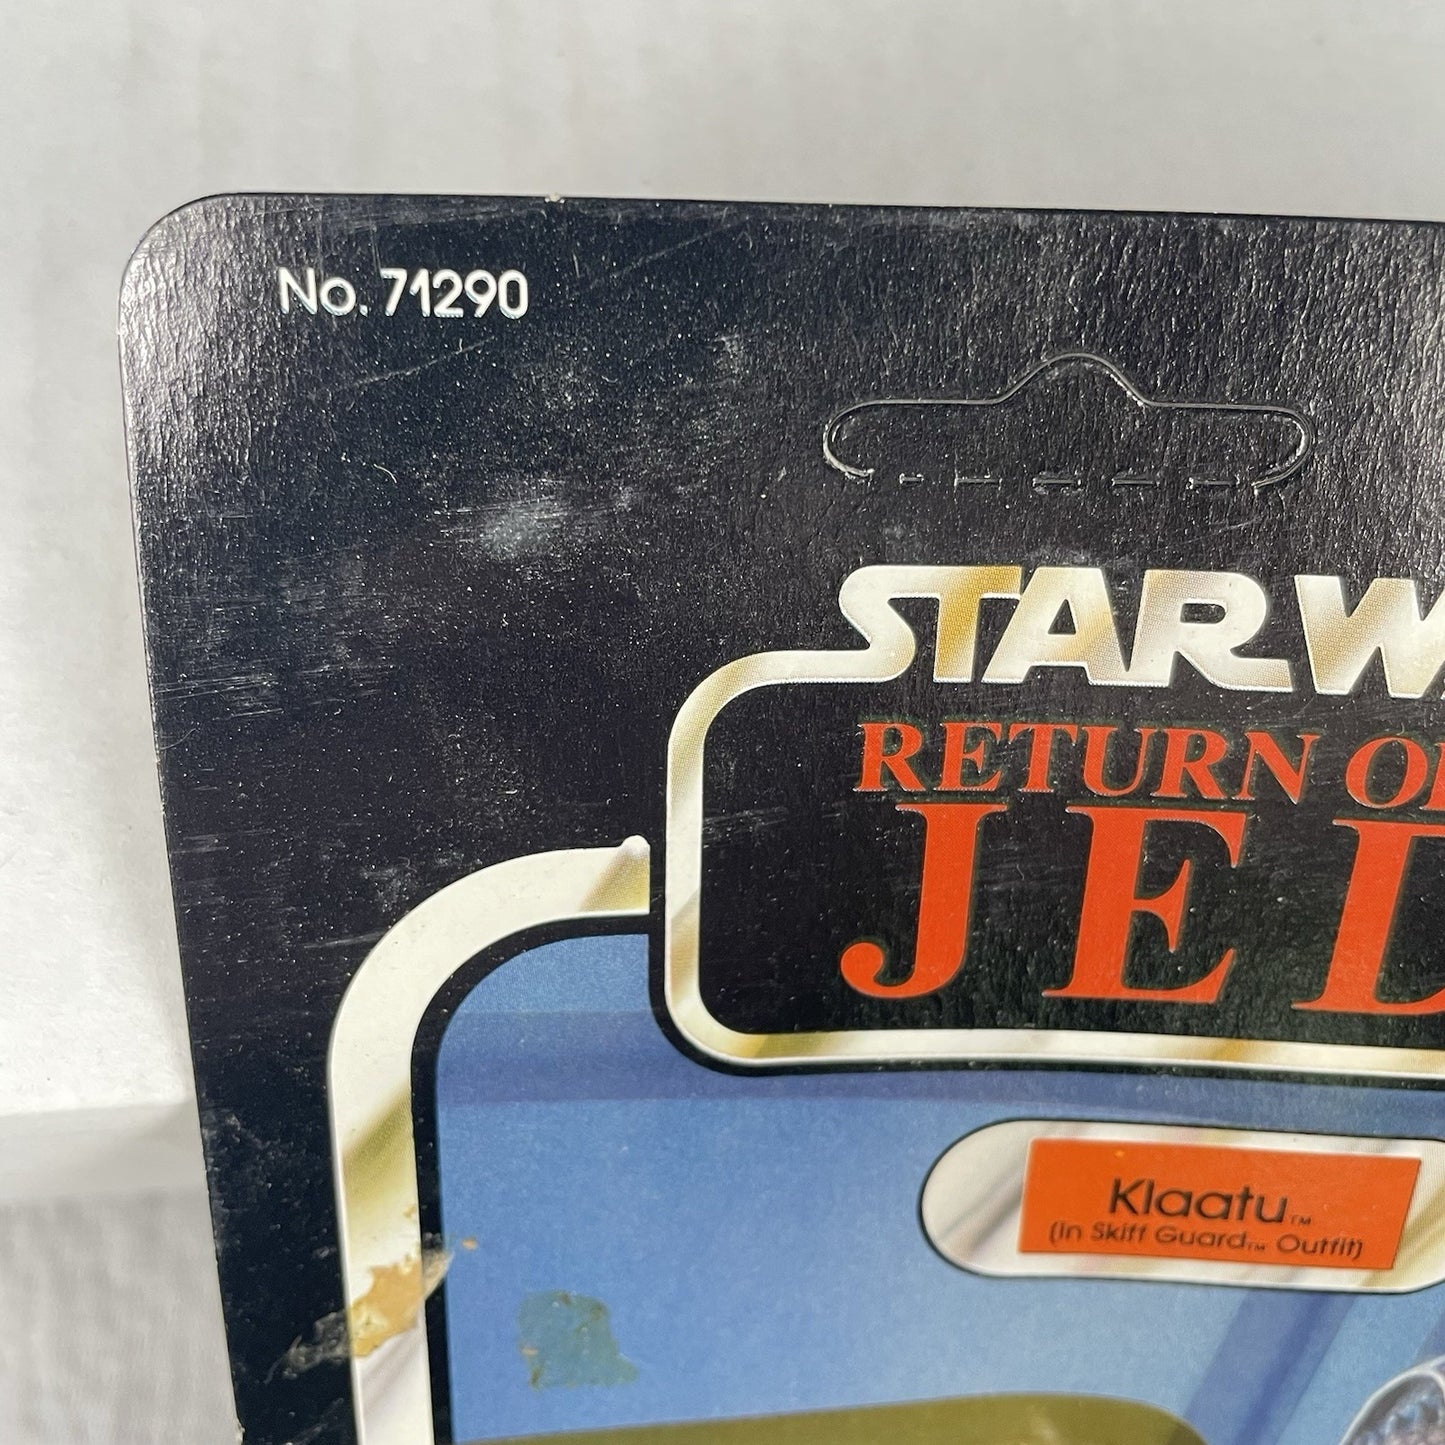 No. 71290
STAR W
RETURN O
JE
Klaatu™
(in Skiff Guard™ Outfit)